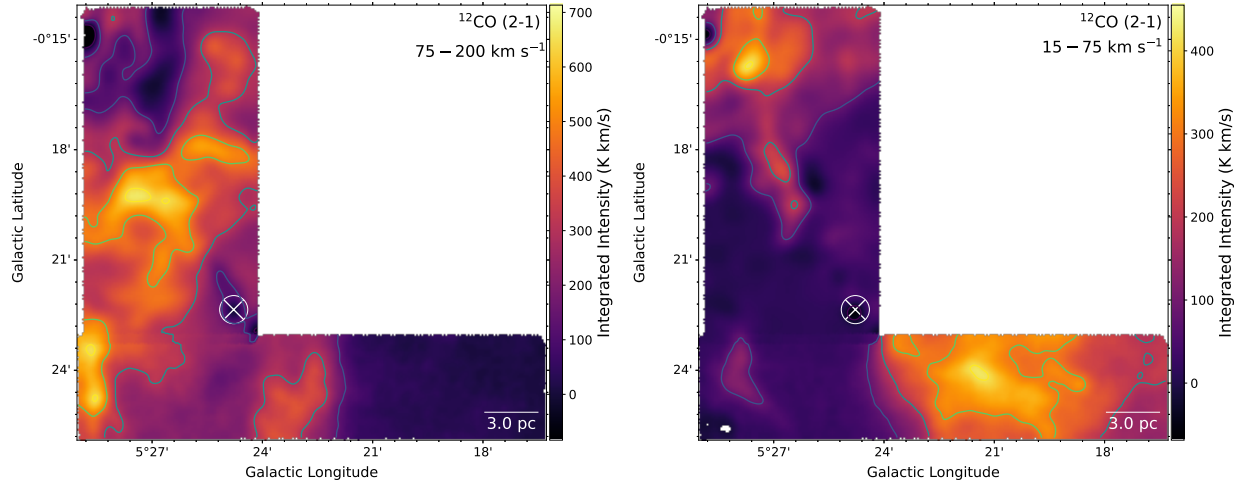 ¹²CO (2-1)
75 − 200 km s⁻¹
-0°15'
18'
21'
24'
Galactic Latitude
5°27'
24'
21'
18'
Galactic Longitude
3.0 pc
700
600
500
400
300
200
100
0
Integrated Intensity (K km/s)
¹²CO (2-1)
15 − 75 km s⁻¹
-0°15'
18'
21'
24'
Galactic Latitude
5°27'
24'
21'
18'
Galactic Longitude
3.0 pc
400
300
200
100
0
Integrated Intensity (K km/s)